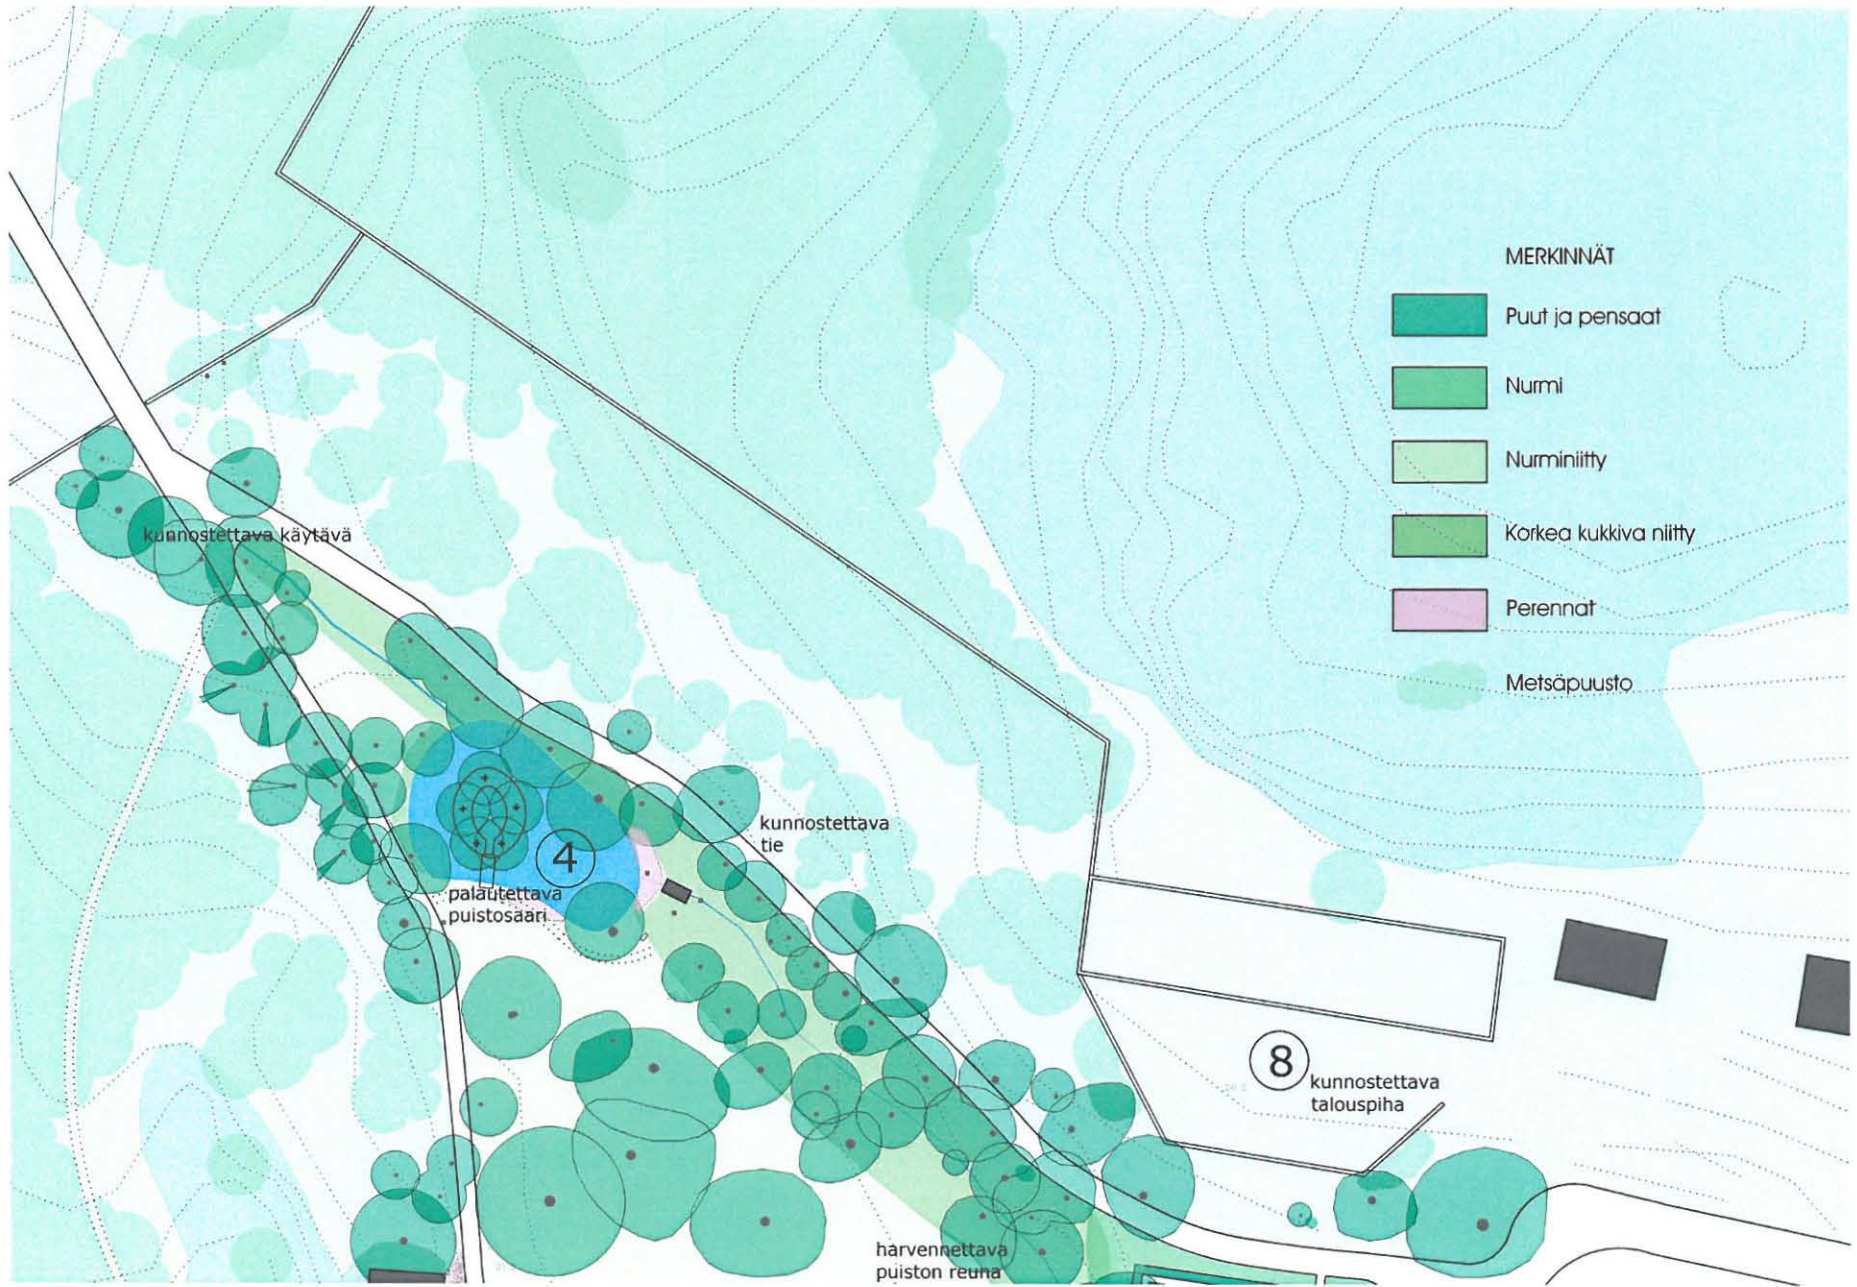 MERKINNÄT
Puut ja pensaat
Nurmi
Nurminiitty
Korkea kukkiva niitty
Perennat
Metsäpuusto
kunnostettava käytävä
kunnostettava
tie
4
palautettava
puistosaari
8
kunnostettava
talouspiha
harvennettava
puiston reuna